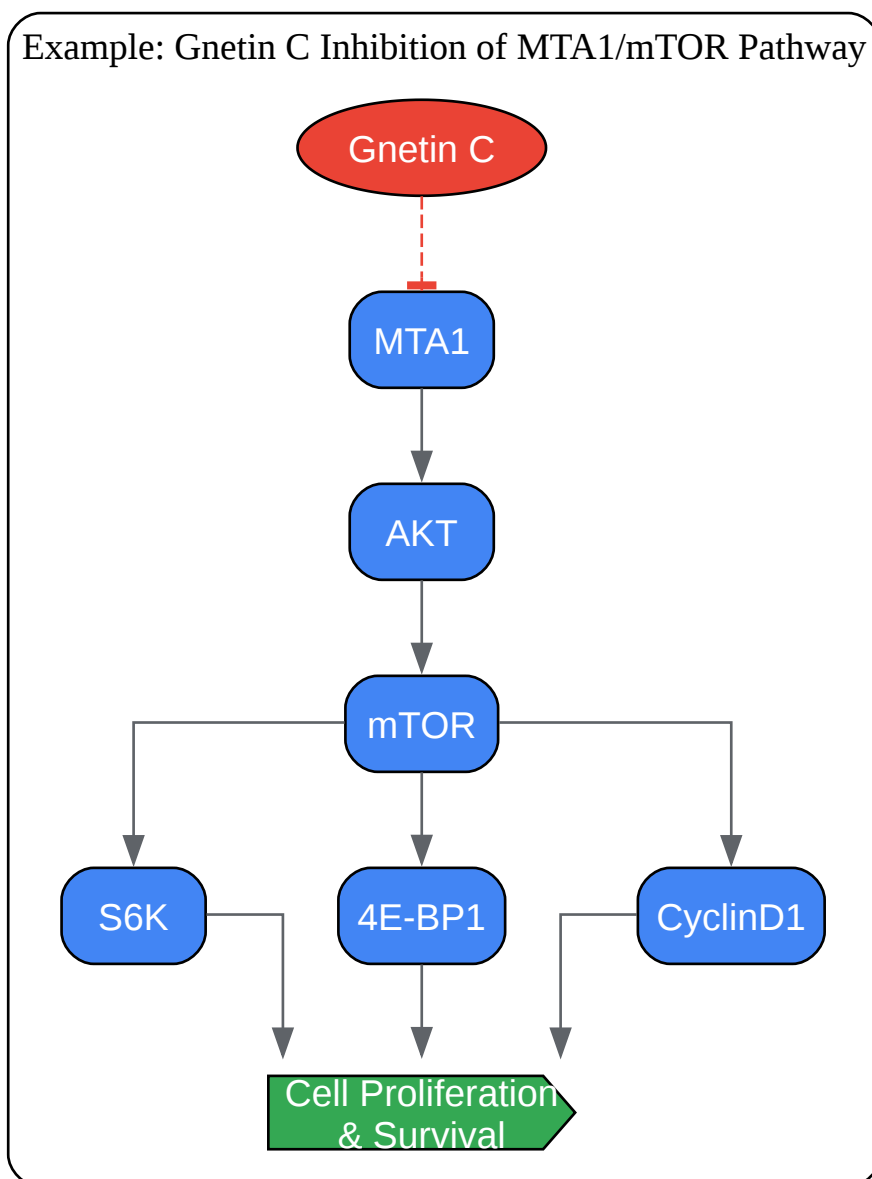 Example: Gnetin C Inhibition of MTA1/mTOR Pathway
Gnetin C
MTA1
AKT
mTOR
S6K
4E-BP1
CyclinD1
Cell Proliferation
& Survival